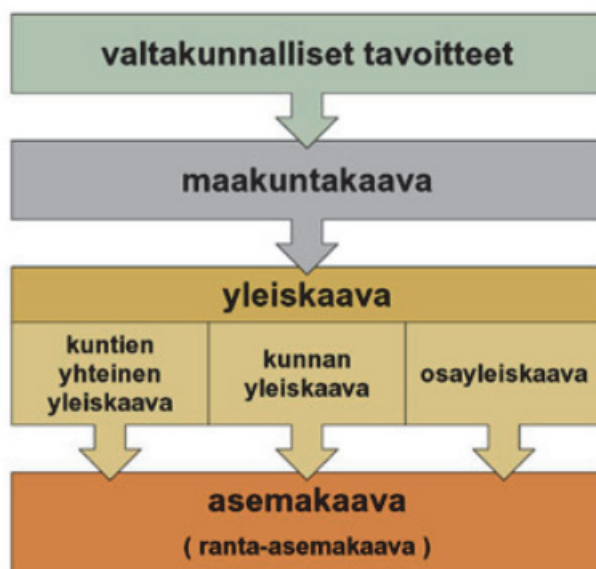 valtakunnalliset tavoitteet
maakuntakaava
yleiskaava
kuntien
yhteinen
yleiskaava
kunnan
yleiskaava
osayleiskaava
asemakaava
( ranta-asemakaava )